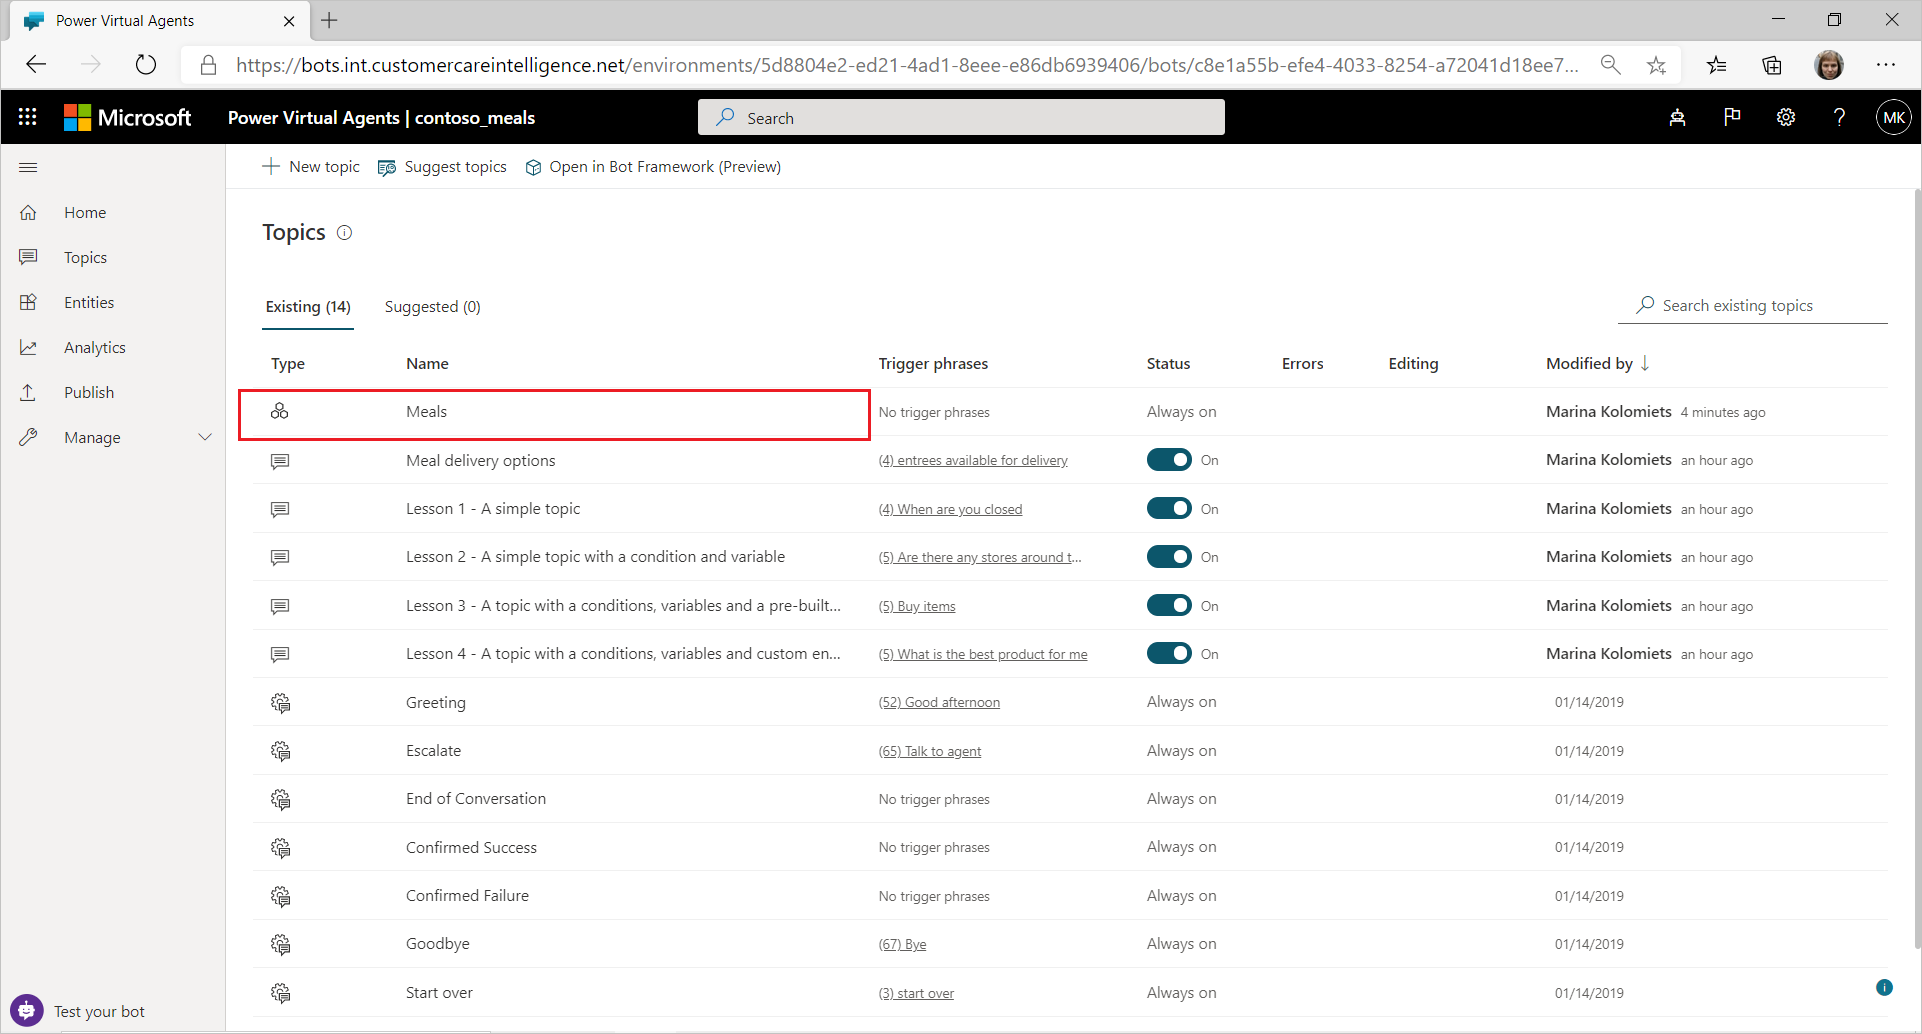 Power Virtual Agents
https://bots.int.customercareintelligence.net/environments/5d8804e2-ed21-4ad1-8eee-e86db6939406/bots/c8e1a55b-efe4-4033-8254-a72041d18ee7...
Microsoft Power Virtual Agents | contoso_meals Search ? MK
New topic Suggest topics Open in Bot Framework (Preview)
Home
Topics
Entities
Analytics
Publish
Manage
Topics
Existing (14) Suggested (0) Search existing topics
Type Name Trigger phrases Status Errors Editing Modified by ↓
Meals No trigger phrases Always on Marina Kolomiets 4 minutes ago
Meal delivery options (4) entrees available for delivery On Marina Kolomiets an hour ago
Lesson 1 - A simple topic (4) When are you closed On Marina Kolomiets an hour ago
Lesson 2 - A simple topic with a condition and variable (5) Are there any stores around t... On Marina Kolomiets an hour ago
Lesson 3 - A topic with a conditions, variables and a pre-built... (5) Buy items On Marina Kolomiets an hour ago
Lesson 4 - A topic with a conditions, variables and custom en... (5) What is the best product for me On Marina Kolomiets an hour ago
Greeting (52) Good afternoon Always on 01/14/2019
Escalate (65) Talk to agent Always on 01/14/2019
End of Conversation No trigger phrases Always on 01/14/2019
Confirmed Success No trigger phrases Always on 01/14/2019
Confirmed Failure No trigger phrases Always on 01/14/2019
Goodbye (67) Bye Always on 01/14/2019
Start over (3) start over Always on 01/14/2019
Test your bot